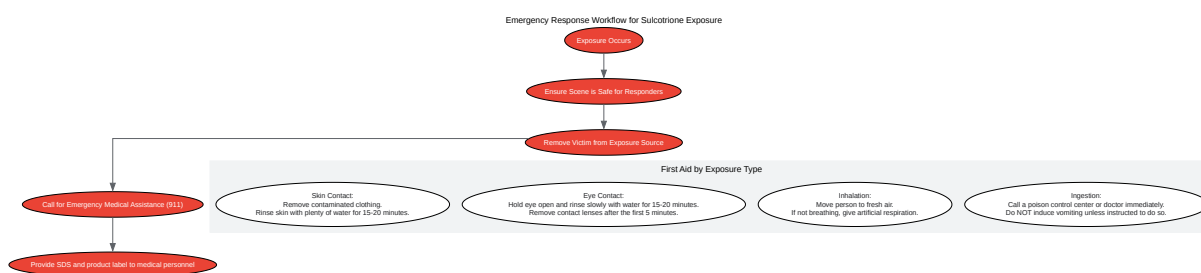 Emergency Response Workflow for Sulcotrione Exposure
Exposure Occurs
Ensure Scene is Safe for Responders
Remove Victim from Exposure Source
First Aid by Exposure Type
Call for Emergency Medical Assistance (911)
Skin Contact:
Remove contaminated clothing.
Rinse skin with plenty of water for 15-20 minutes.
Eye Contact:
Hold eye open and rinse slowly with water for 15-20 minutes.
Remove contact lenses after the first 5 minutes.
Inhalation:
Move person to fresh air.
If not breathing, give artificial respiration.
Ingestion:
Call a poison control center or doctor immediately.
Do NOT induce vomiting unless instructed to do so.
Provide SDS and product label to medical personnel